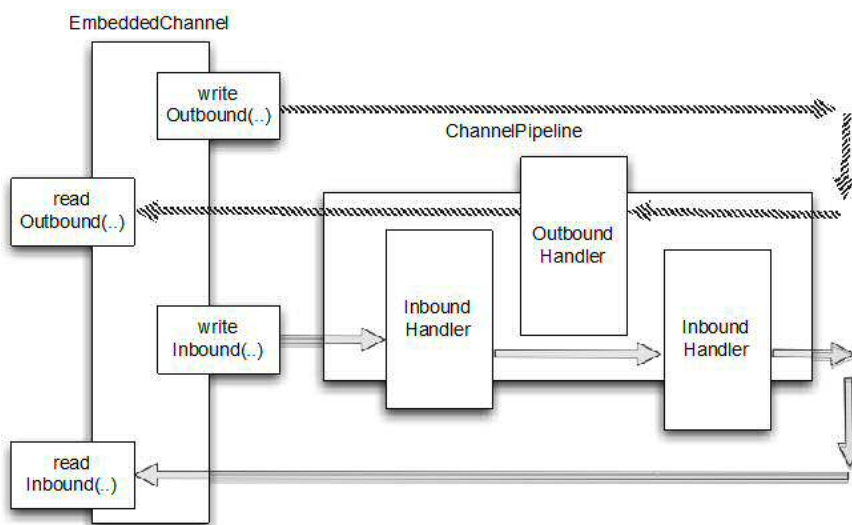 EmbeddedChannel
write
Outbound(..)
ChannelPipeline
read
Outbound(..)
Outbound
Handler
write
Inbound(..)
Inbound
Handler
Inbound
Handler
read
Inbound(..)